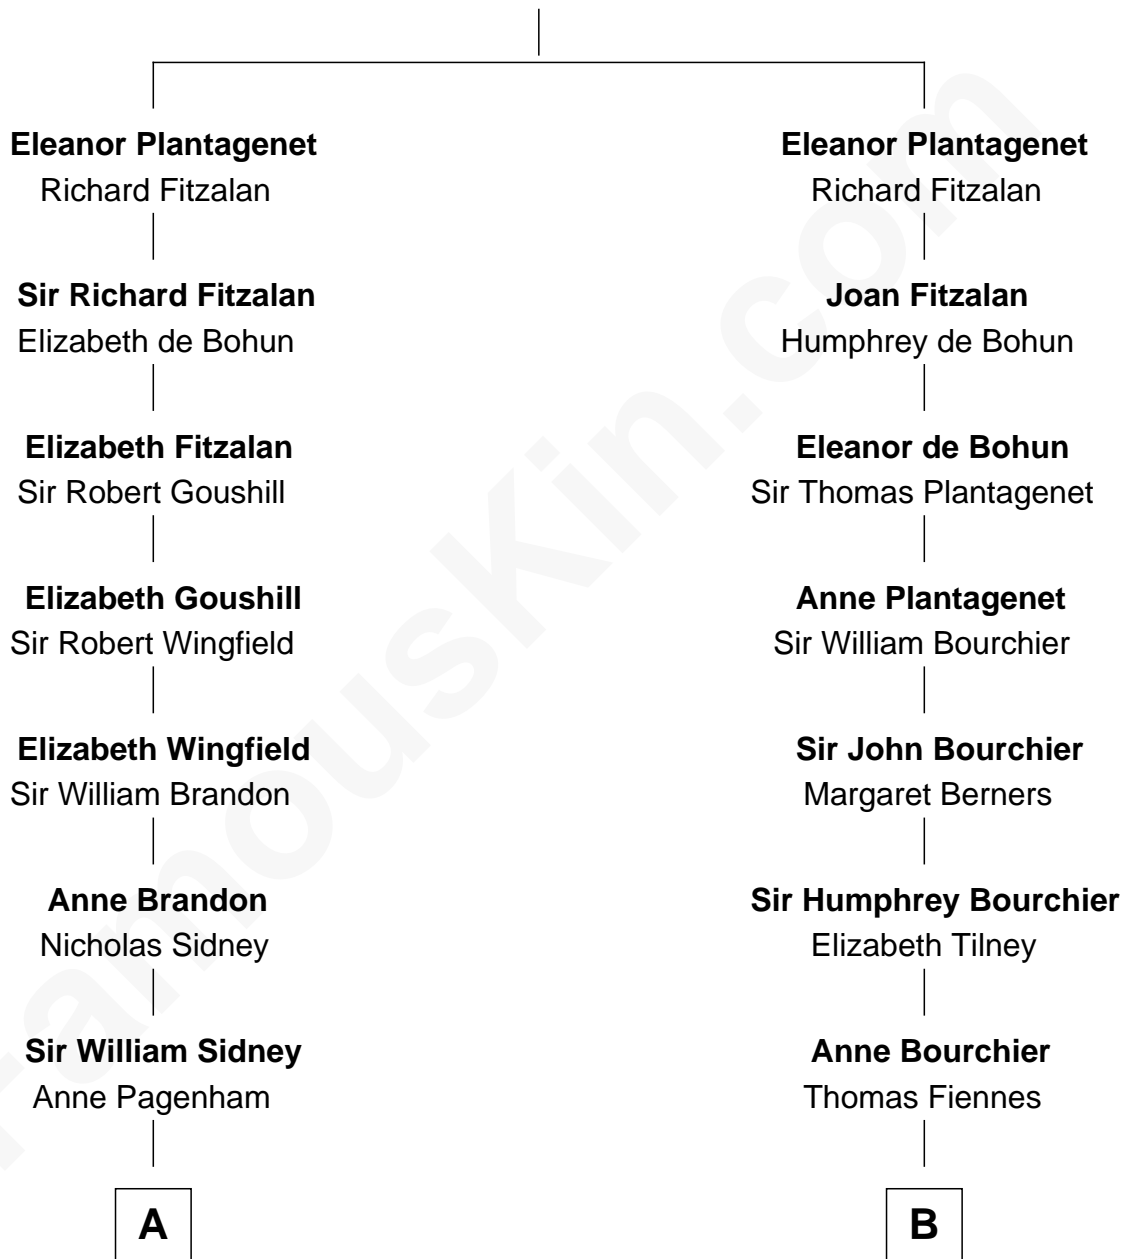 Eleanor Plantagenet
Richard Fitzalan
Sir Richard Fitzalan
Elizabeth de Bohun
Elizabeth Fitzalan
Sir Robert Goushill
Elizabeth Goushill
Sir Robert Wingfield
Elizabeth Wingfield
Sir William Brandon
Anne Brandon
Nicholas Sidney
Sir William Sidney
Anne Pagenham
A
Eleanor Plantagenet
Richard Fitzalan
Joan Fitzalan
Humphrey de Bohun
Eleanor de Bohun
Sir Thomas Plantagenet
Anne Plantagenet
Sir William Bourchier
Sir John Bourchier
Margaret Berners
Sir Humphrey Bourchier
Elizabeth Tilney
Anne Bourchier
Thomas Fiennes
B
FamousKin.com